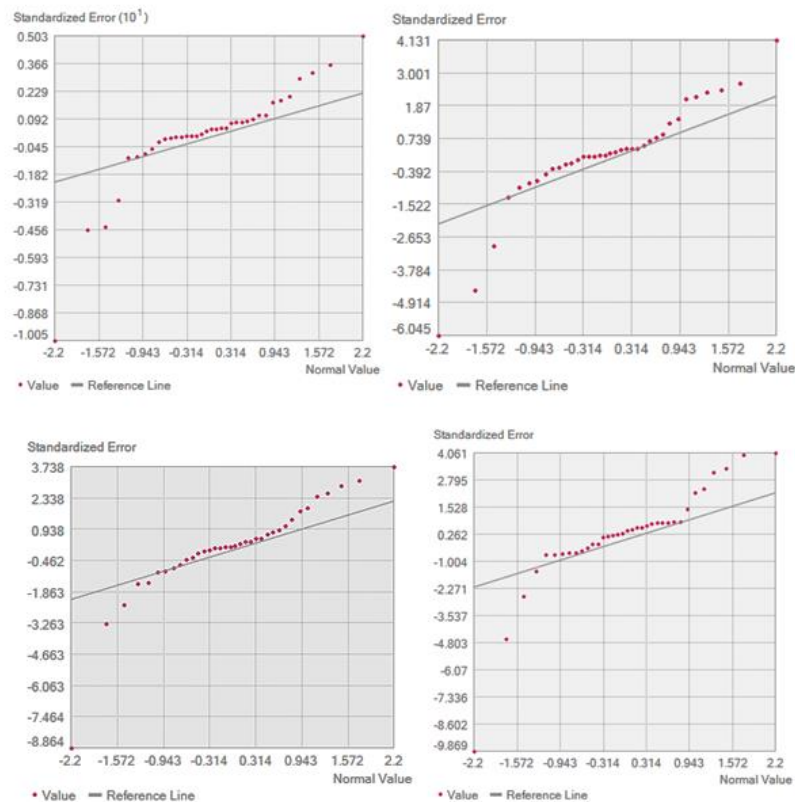 Standardized Error (10¹)
0.503
0.366
0.229
0.092
-0.045
-0.182
-0.319
-0.456
-0.593
-0.731
-0.868
-1.005
-2.2 -1.572 -0.943 -0.314 0.314 0.943 1.572 2.2
Normal Value
Value Reference Line
Standardized Error
4.131
3.001
1.87
0.739
-0.392
-1.522
-2.653
-3.784
-4.914
-6.045
-2.2 -1.572 -0.943 -0.314 0.314 0.943 1.572 2.2
Normal Value
Value Reference Line
Standardized Error
3.738
2.338
0.938
-0.462
-1.863
-3.263
-4.663
-6.063
-7.464
-8.864
-2.2 -1.572 -0.943 -0.314 0.314 0.943 1.572 2.2
Normal Value
Value Reference Line
Standardized Error
4.061
2.795
1.528
0.262
-1.004
-2.271
-3.537
-4.803
-6.07
-7.336
-8.602
-9.869
-2.2 -1.572 -0.943 -0.314 0.314 0.943 1.572 2.2
Normal Value
Value Reference Line